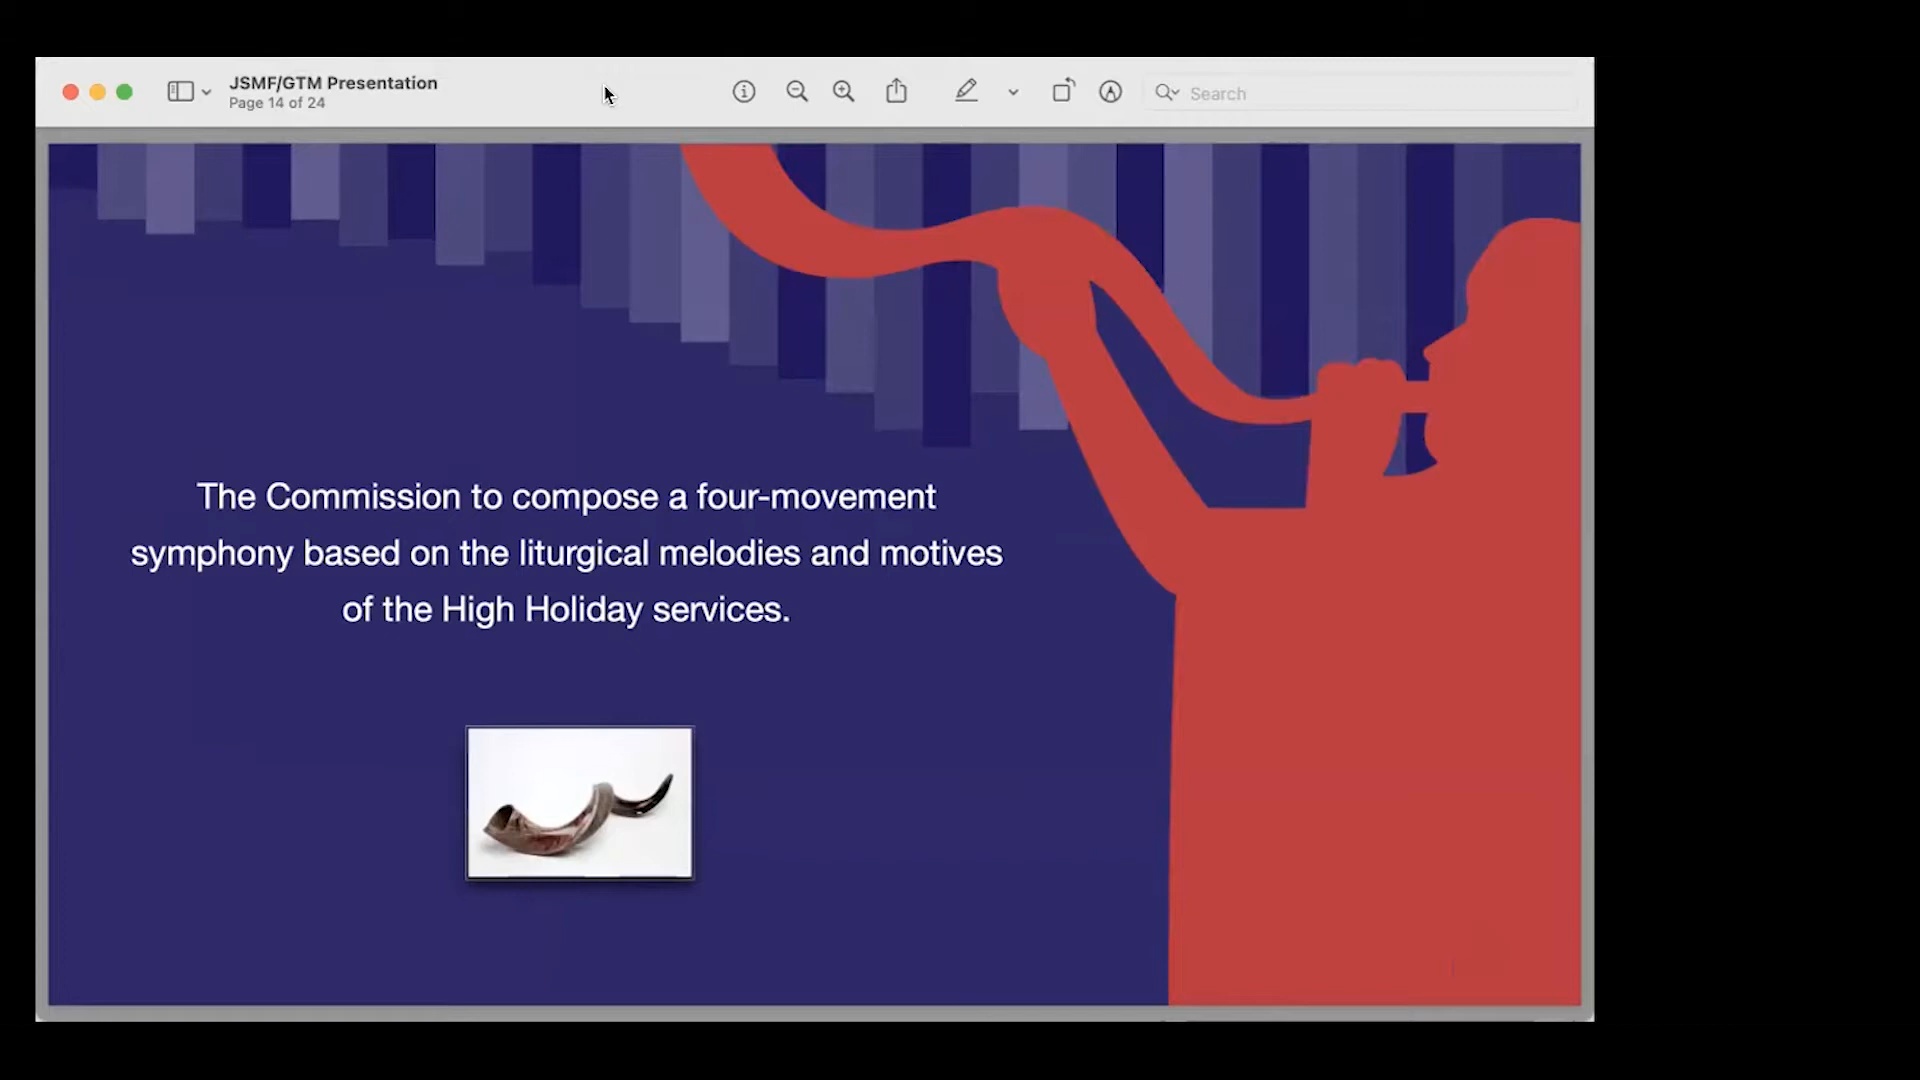 JSMF/GTM Presentation
Page 14 of 24
Search
The Commission to compose a four-movement
symphony based on the liturgical melodies and motives
of the High Holiday services.